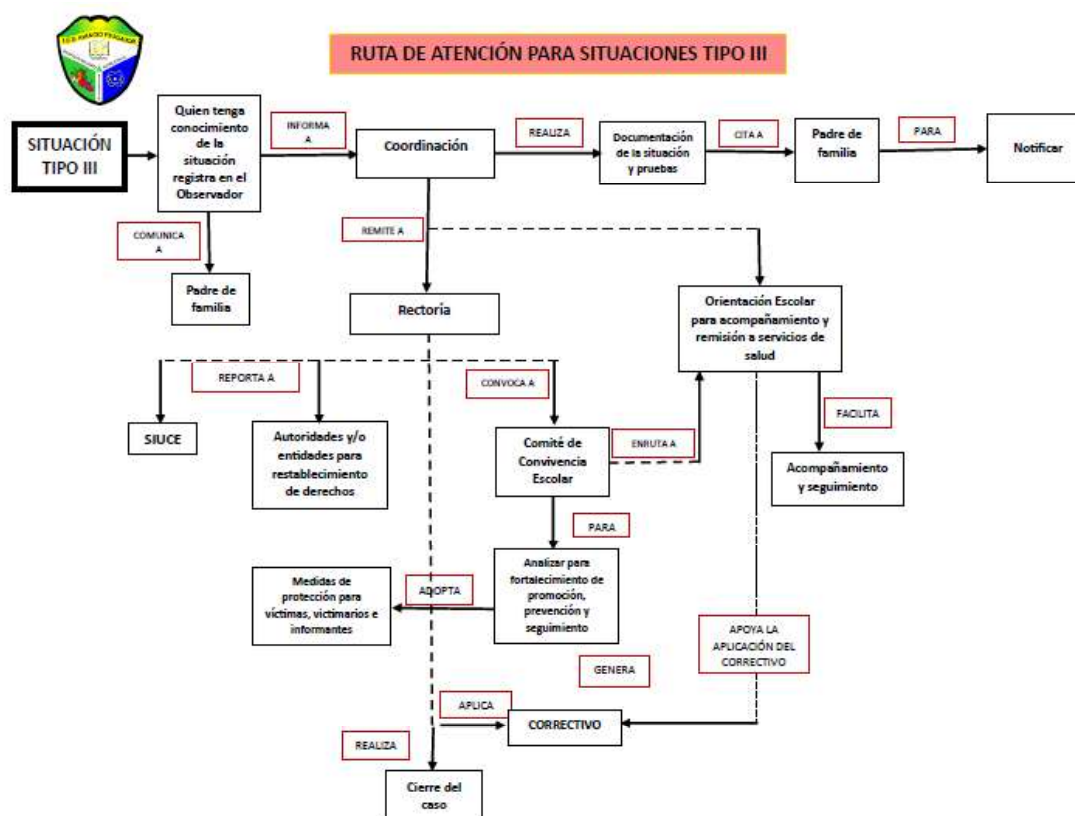 RUTA DE ATENCIÓN PARA SITUACIONES TIPO III
SITUACIÓN
TIPO III
Quien tenga
conocimiento
de la
situación
registra en el
Observador
INFORMA
A
Coordinación
REALIZA
Documentación
de la situación
y pruebas
CITA A
Padre de
familia
PARA
Notificar
COMUNICA
A
Padre de
familia
REMITE A
Rectoría
Orientación Escolar
para acompañamiento y
remisión a servicios de
salud
REPORTA A
CONVOCA A
FACILITA
SIUCE
Autoridades y/o
entidades para
restablecimiento
de derechos
Comité de
Convivencia
Escolar
ENRUTA A
Acompañamiento
y seguimiento
PARA
Medidas de
protección para
víctimas, victimarios e
informantes
ADOPTA
Analizar para
fortalecimiento de
promoción,
prevención y
seguimiento
APOYA LA
APLICACIÓN DEL
CORRECTIVO
GENERA
APLICA
CORRECTIVO
REALIZA
Cierre del
caso